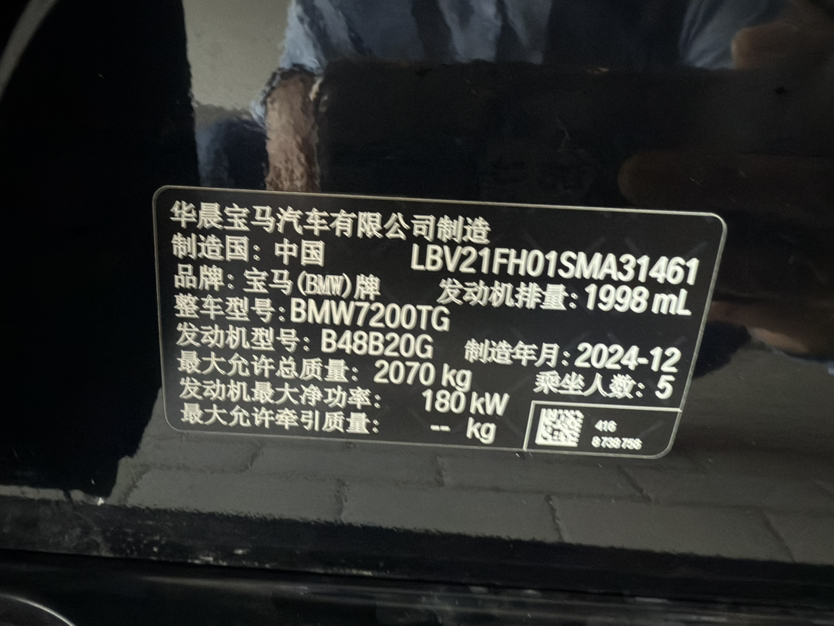 华晨宝马汽车有限公司制造
制造国: 中国 LBV21FH01SMA31461
品牌: 宝马(BMW)牌 发动机排量: 1998 mL
整车型号: BMW7200TG
发动机型号: B48B20G 制造年月: 2024-12
最大允许总质量: 2070 kg 乘坐人数: 5
发动机最大净功率: 180 kW
最大允许牵引质量: -- kg
416
8738756